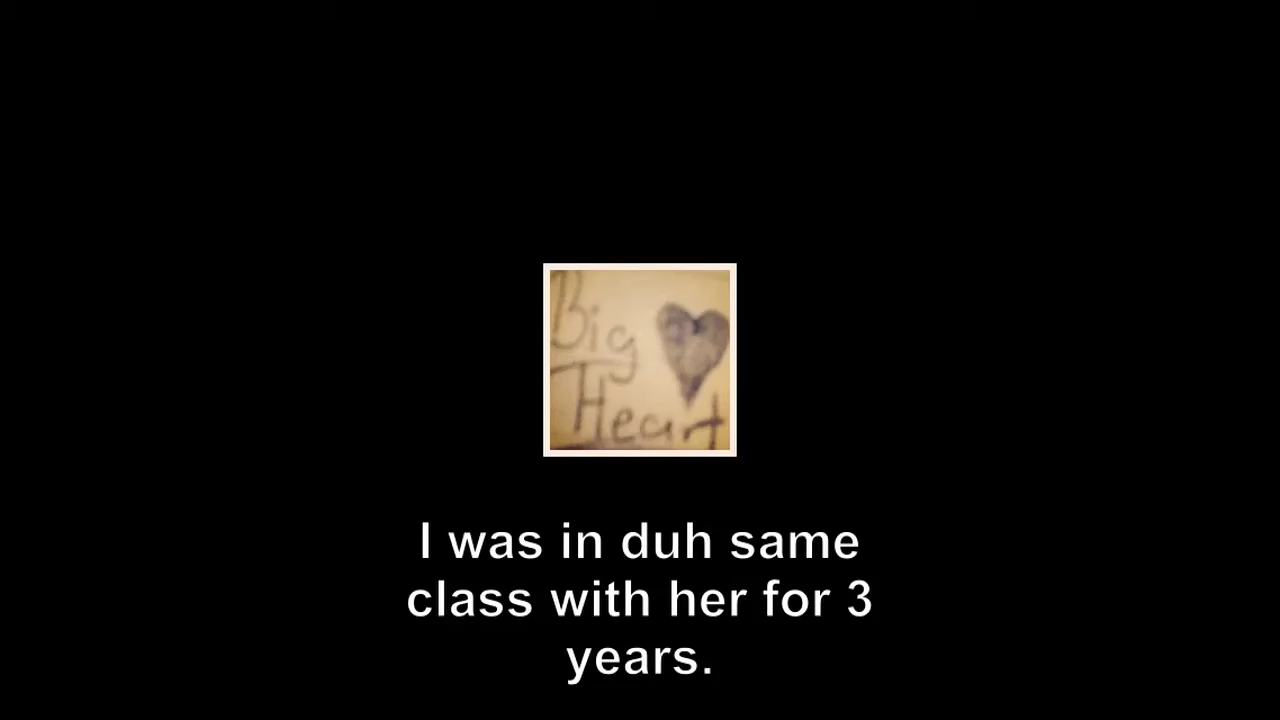 Big
Heart
I was in duh same
class with her for 3
years.